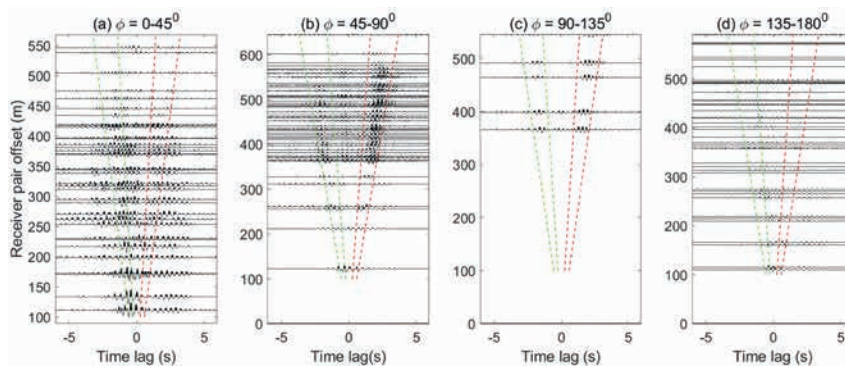 (a) ϕ = 0-45⁰
(b) ϕ = 45-90⁰
(c) ϕ = 90-135⁰
(d) ϕ = 135-180⁰
Receiver pair offset (m)
550
500
450
400
350
300
250
200
150
100
-5 0 5
Time lag (s)
600
500
400
300
200
100
0
-5 0 5
Time lag(s)
500
400
300
200
100
0
-5 0 5
Time lag (s)
500
400
300
200
100
0
-5 0 5
Time lag (s)